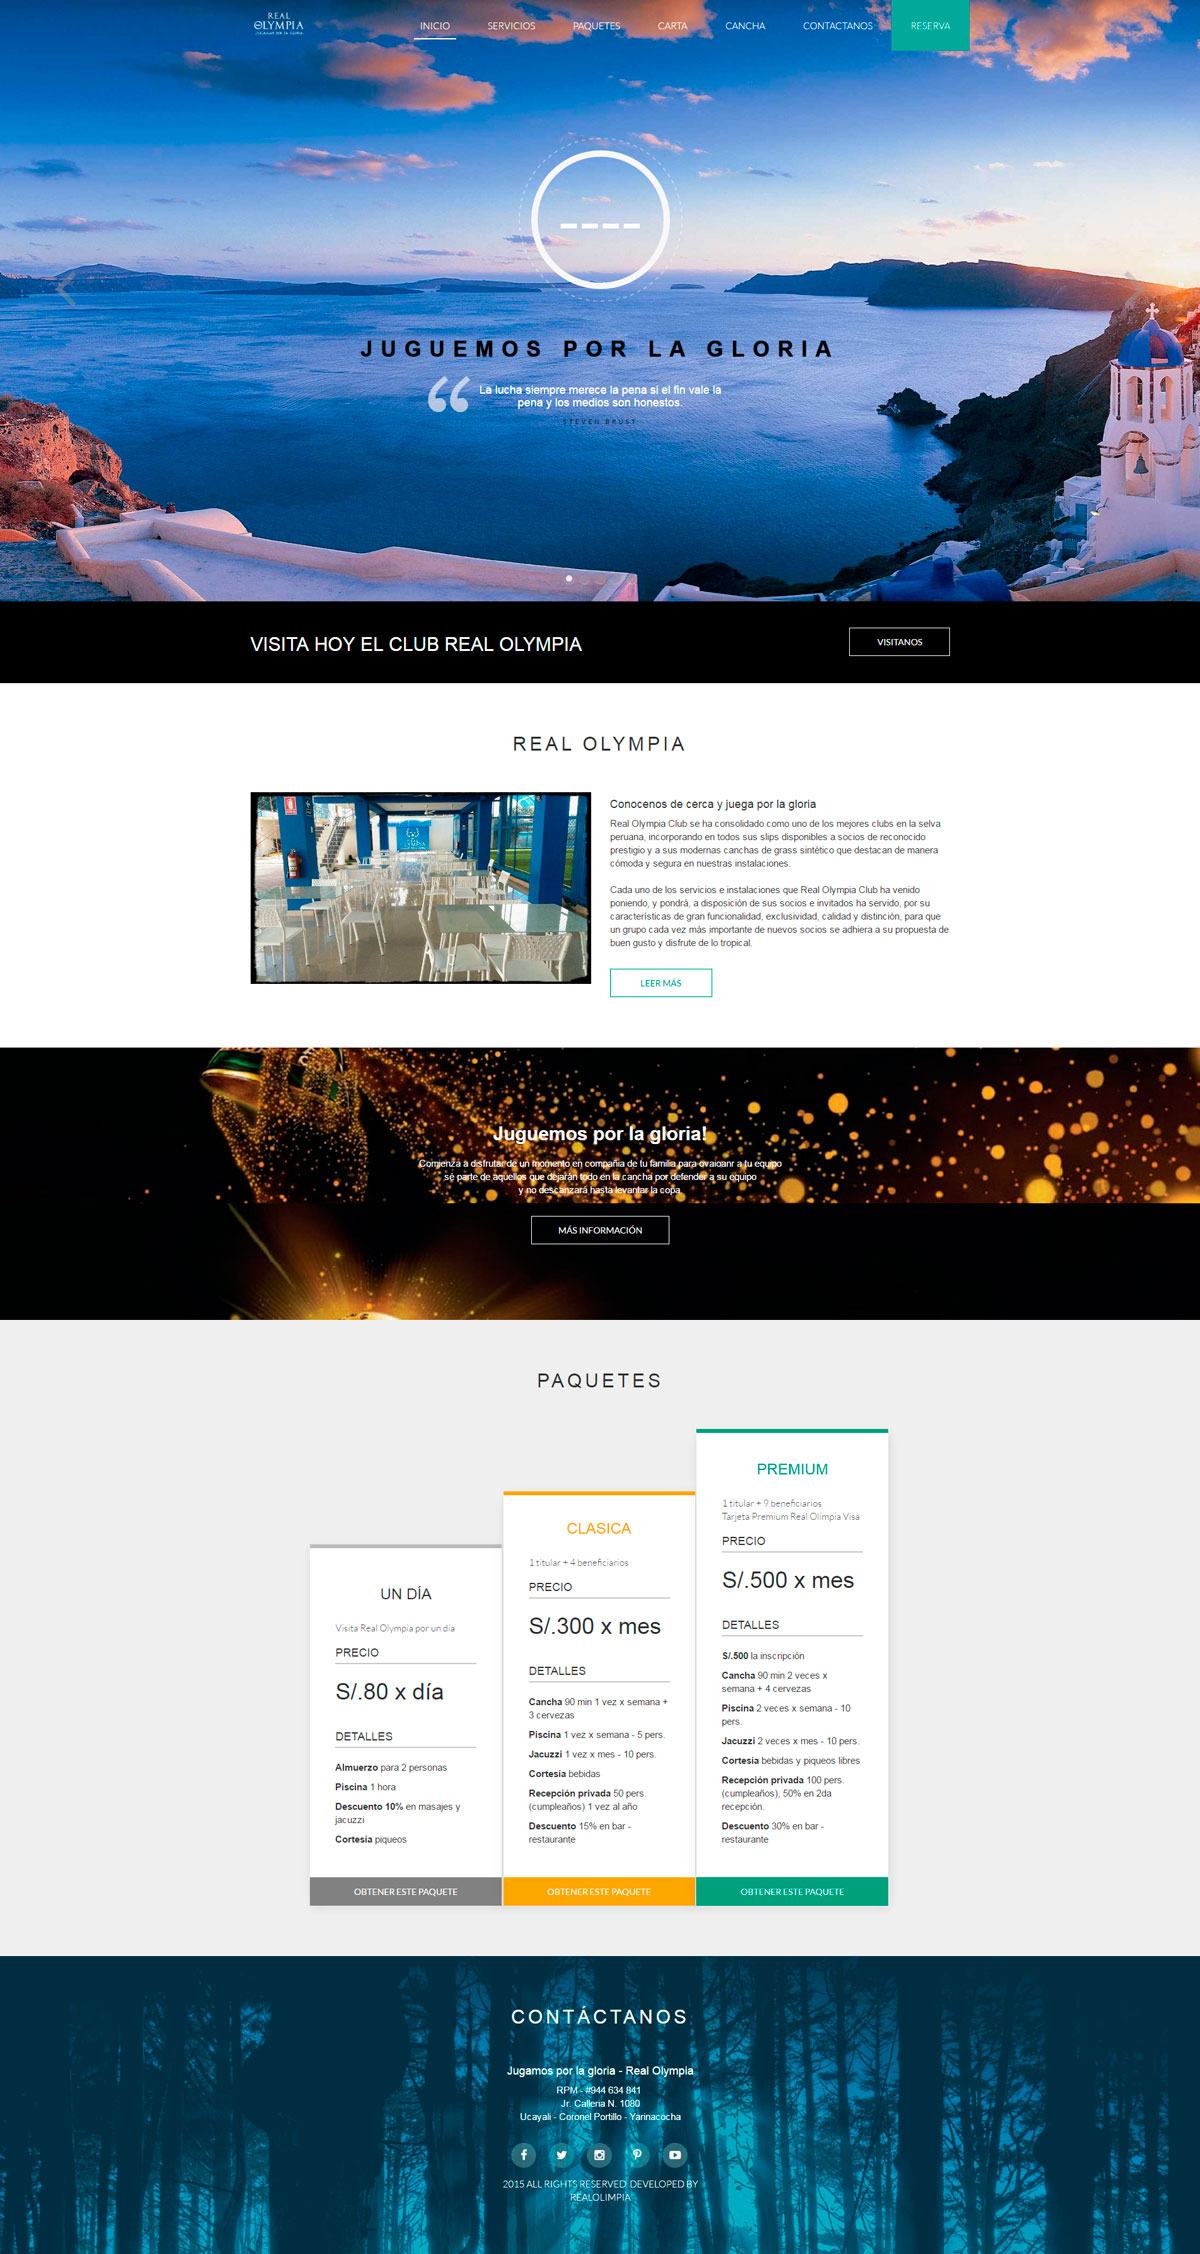 REAL
OLYMPIA
JUGAMOS POR LA GLORIA
INICIO
SERVICIOS
PAQUETES
CARTA
CANCHA
CONTACTANOS
RESERVA
JUGUEMOS POR LA GLORIA
La lucha siempre merece la pena si el fin vale la
pena y los medios son honestos.
STEVEN BRUST
VISITA HOY EL CLUB REAL OLYMPIA
VISITANOS
REAL OLYMPIA
Conocenos de cerca y juega por la gloria
Real Olympia Club se ha consolidado como uno de los mejores clubs en la selva
peruana, incorporando en todos sus slips disponibles a socios de reconocido
prestigio y a sus modernas canchas de grass sintético que destacan de manera
cómoda y segura en nuestras instalaciones.
Cada uno de los servicios e instalaciones que Real Olympia Club ha venido
poniendo, y pondrá, a disposición de sus socios e invitados ha servido, por su
características de gran funcionalidad, exclusividad, calidad y distinción, para que
un grupo cada vez más importante de nuevos socios se adhiera a su propuesta de
buen gusto y disfrute de lo tropical.
LEER MÁS
Juguemos por la gloria!
Comienza a disfrutar de un momento en compañia de tu familia para ovaioanr a tu equipo
sé parte de aquellos que dejarán todo en la cancha por defender a su equipo
y no descanzará hasta levantar la copa.
MÁS INFORMACIÓN
PAQUETES
UN DÍA
Visita Real Olympia por un día
PRECIO
S/.80 x día
DETALLES
Almuerzo para 2 personas
Piscina 1 hora
Descuento 10% en masajes y
jacuzzi
Cortesía piqueos
OBTENER ESTE PAQUETE
CLASICA
1 titular + 4 beneficiarios
PRECIO
S/.300 x mes
DETALLES
Cancha 90 min 1 vez x semana +
3 cervezas
Piscina 1 vez x semana - 5 pers.
Jacuzzi 1 vez x mes - 10 pers.
Cortesía bebidas
Recepción privada 50 pers.
(cumpleaños) 1 vez al año
Descuento 15% en bar -
restaurante
OBTENER ESTE PAQUETE
PREMIUM
1 titular + 9 beneficiarios
Tarjeta Premium Real Olimpia Visa
PRECIO
S/.500 x mes
DETALLES
S/.500 la inscripción
Cancha 90 min 2 veces x
semana + 4 cervezas
Piscina 2 veces x semana - 10
pers.
Jacuzzi 2 veces x mes - 10 pers.
Cortesía bebidas y piqueos libres
Recepción privada 100 pers.
(cumpleaños), 50% en 2da
recepción.
Descuento 30% en bar -
restaurante
OBTENER ESTE PAQUETE
CONTÁCTANOS
Jugamos por la gloria - Real Olympia
RPM - #944 634 841
Jr. Calleria N. 1080
Ucayali - Coronel Portillo - Yarinacocha
2015 ALL RIGHTS RESERVED. DEVELOPED BY
REALOLIMPIA